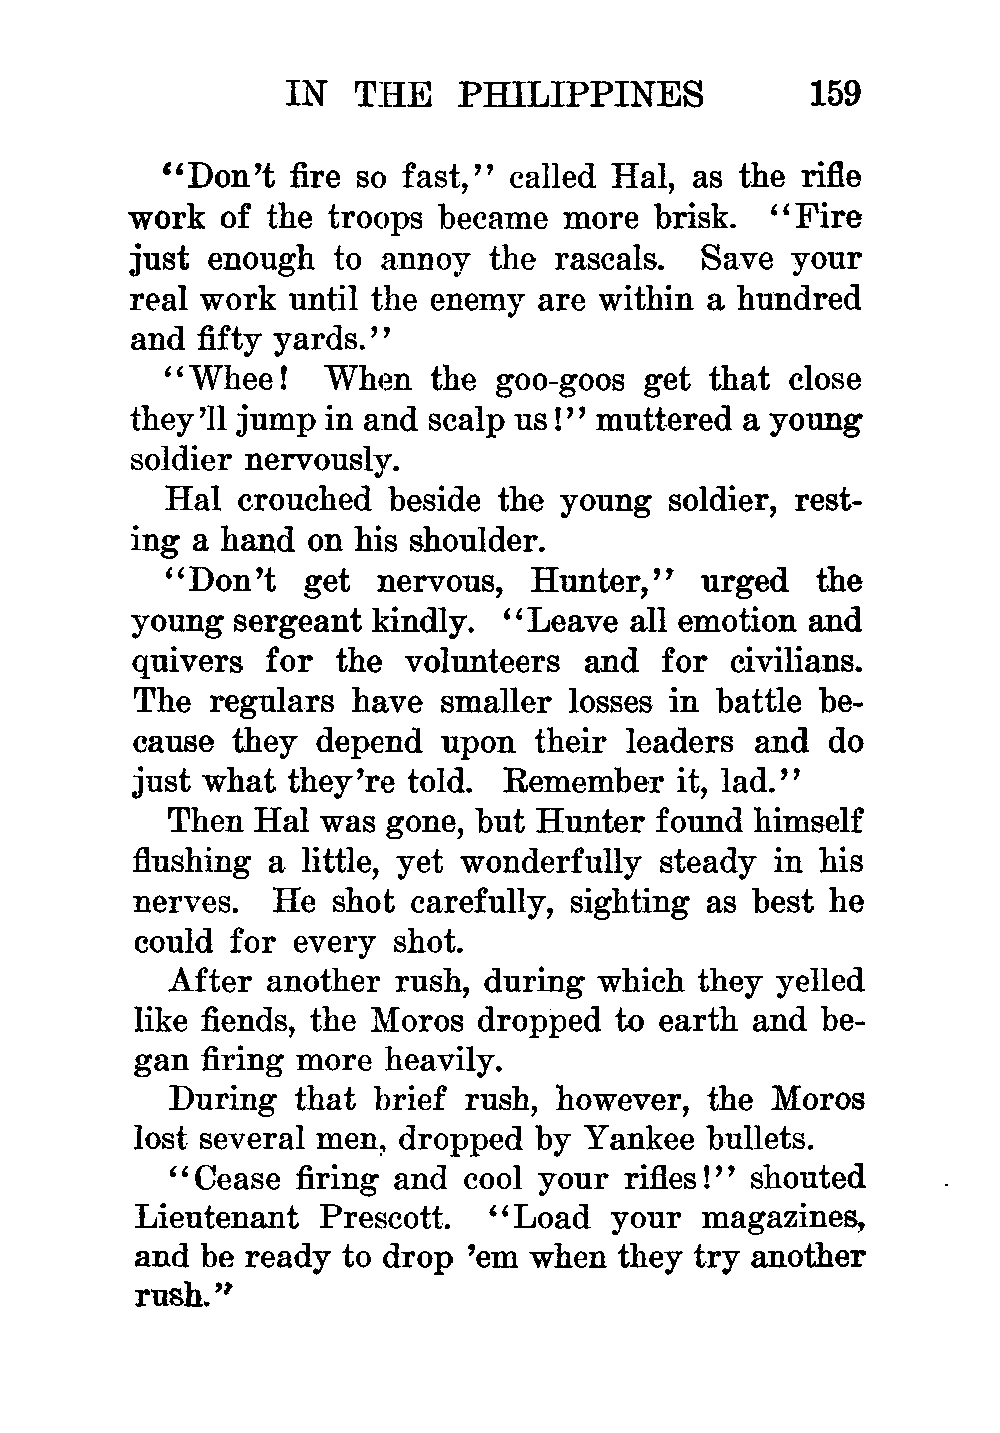 IN THE PHILIPPINES 159
"Don't fire so fast," called Hal, as the rifle
work of the troops became more brisk. "Fire
just enough to annoy the rascals. Save your
real work until the enemy are within a hundred
and fifty yards."
"Whee! When the goo-goos get that close
they'll jump in and scalp us!" muttered a young
soldier nervously.
Hal crouched beside the young soldier, rest-
ing a hand on his shoulder.
"Don't get nervous, Hunter," urged the
young sergeant kindly. "Leave all emotion and
quivers for the volunteers and for civilians.
The regulars have smaller losses in battle be-
cause they depend upon their leaders and do
just what they're told. Remember it, lad."
Then Hal was gone, but Hunter found himself
flushing a little, yet wonderfully steady in his
nerves. He shot carefully, sighting as best he
could for every shot.
After another rush, during which they yelled
like fiends, the Moros dropped to earth and be-
gan firing more heavily.
During that brief rush, however, the Moros
lost several men, dropped by Yankee bullets.
"Cease firing and cool your rifles!" shouted
Lieutenant Prescott. "Load your magazines,
and be ready to drop 'em when they try another
rush."